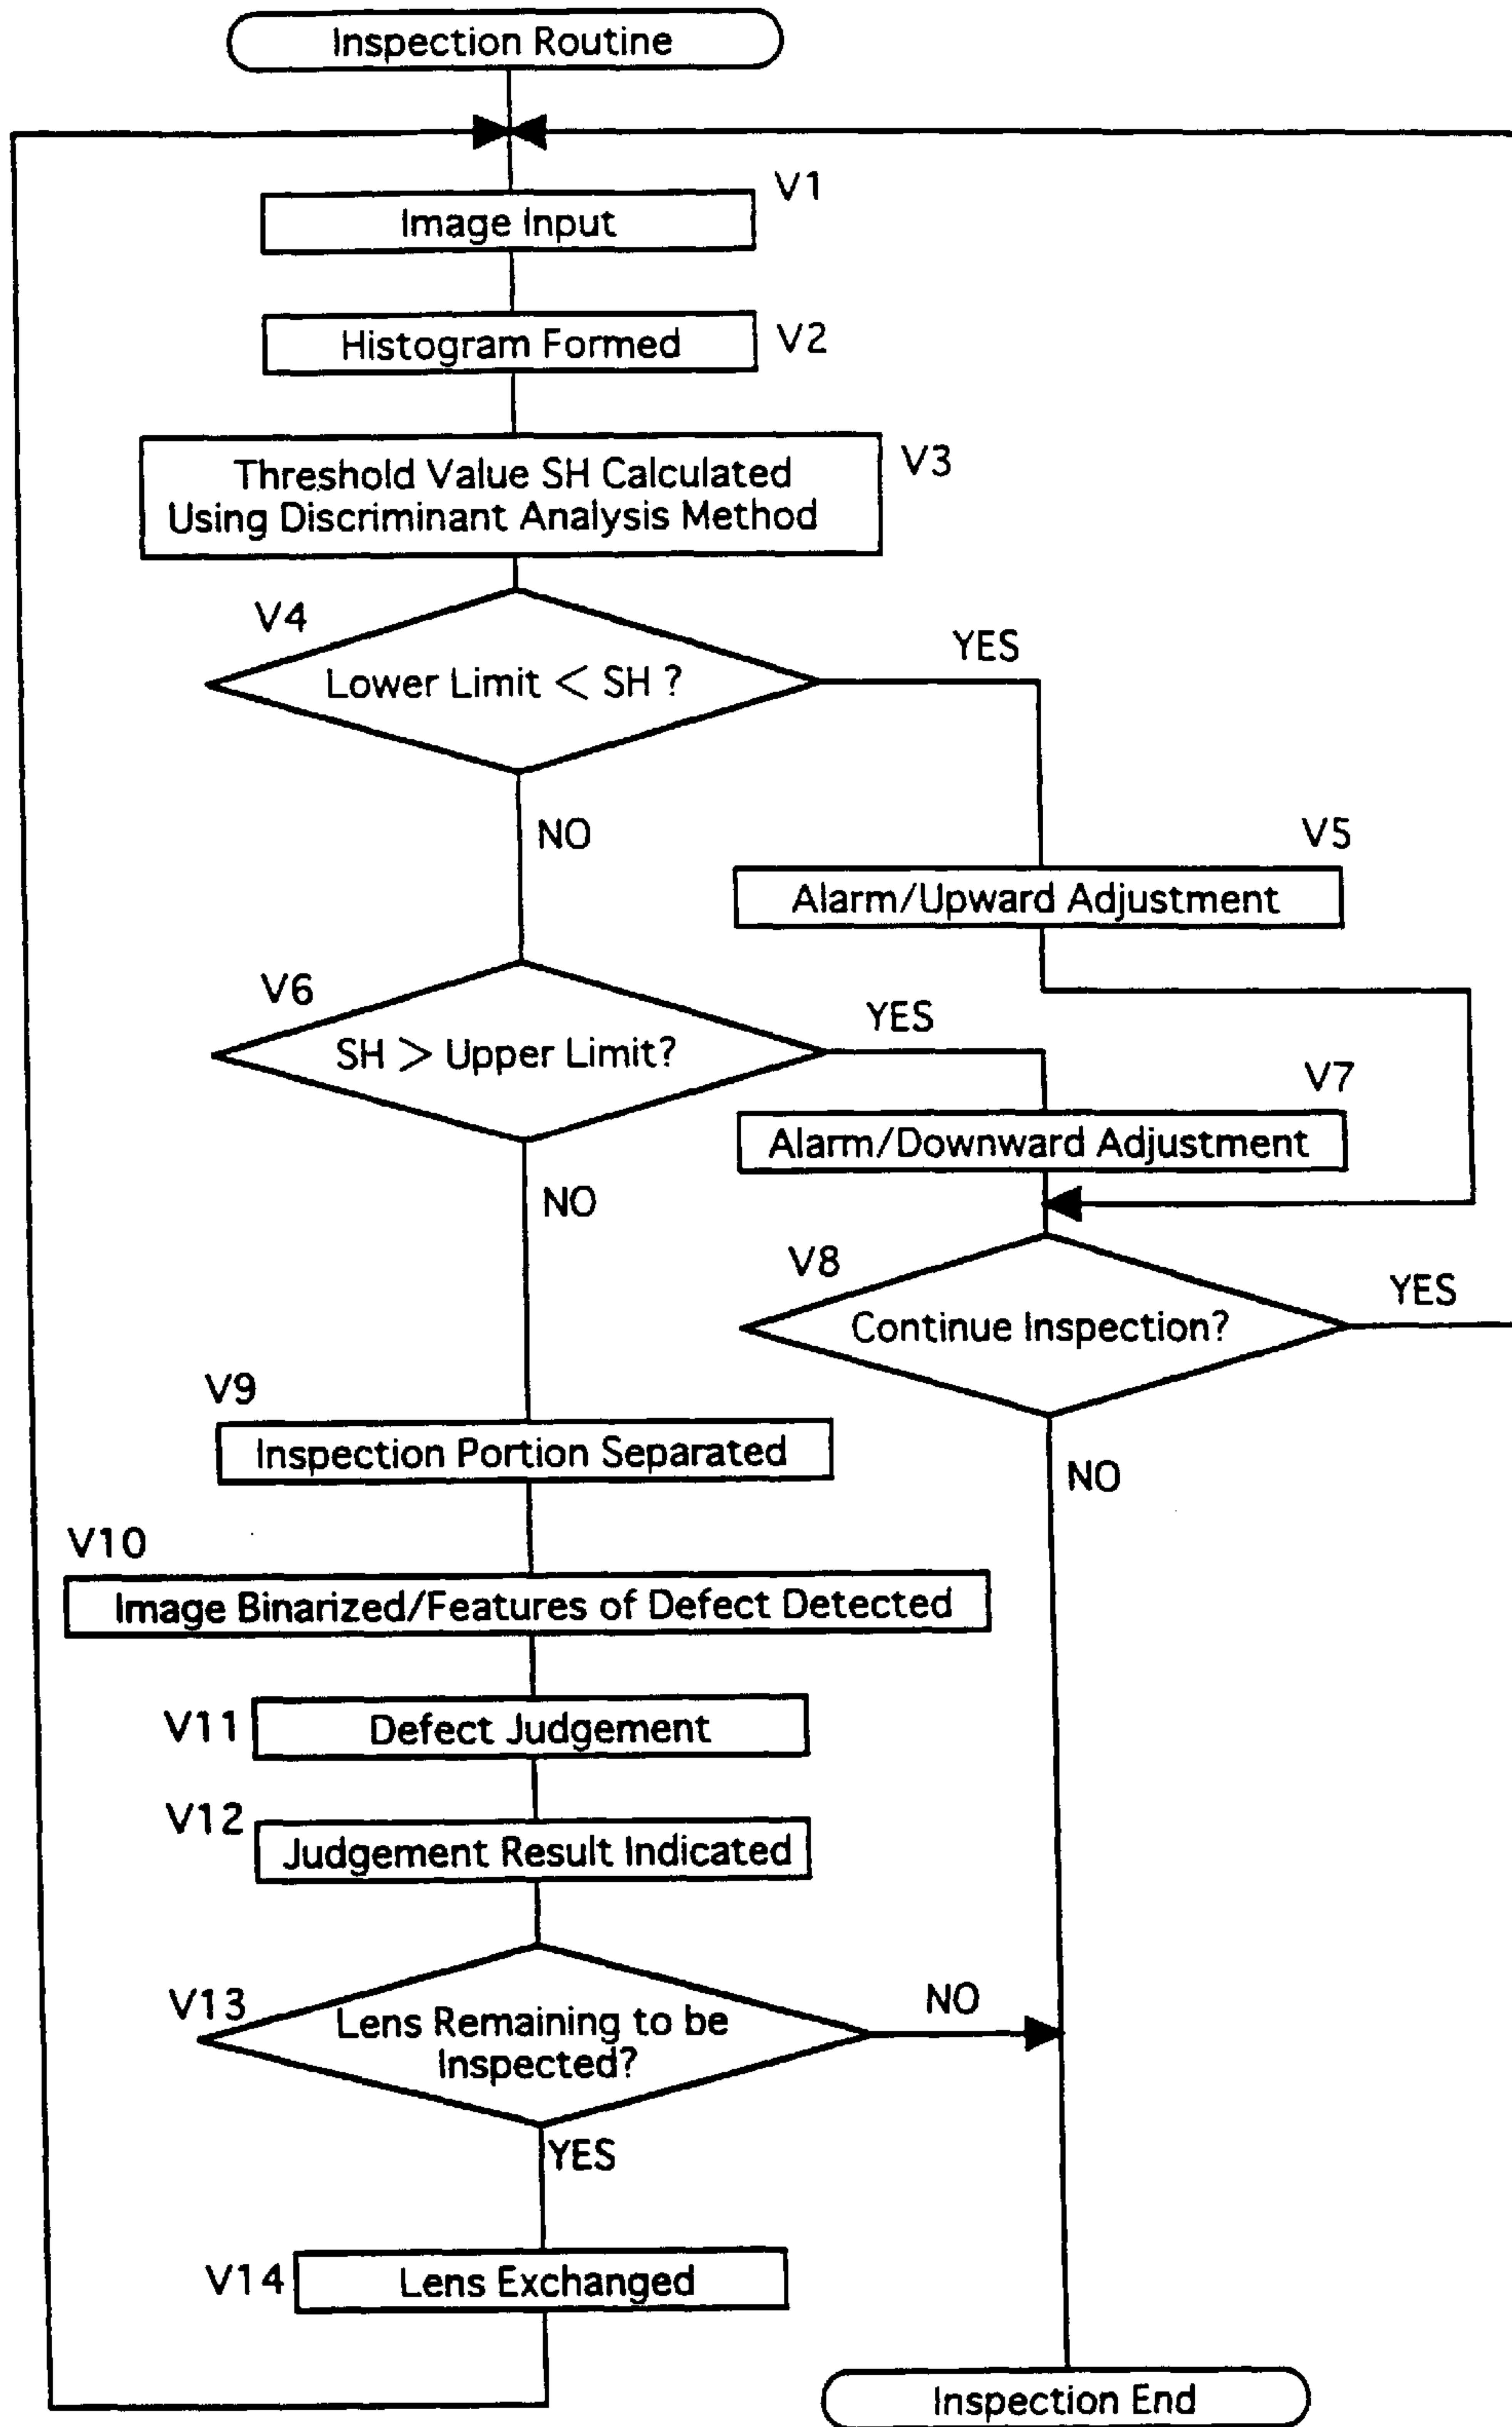 Inspection Routine
V1
Image Input
Histogram Formed
V2
Threshold Value SH Calculated
Using Discriminant Analysis Method
V3
V4
Lower Limit < SH ?
YES
NO
V5
Alarm/Upward Adjustment
V6
SH > Upper Limit?
YES
NO
V7
Alarm/Downward Adjustment
V8
Continue Inspection?
YES
NO
V9
Inspection Portion Separated
V10
Image Binarized/Features of Defect Detected
V11
Defect Judgement
V12
Judgement Result Indicated
V13
Lens Remaining to be
Inspected?
NO
YES
V14
Lens Exchanged
Inspection End